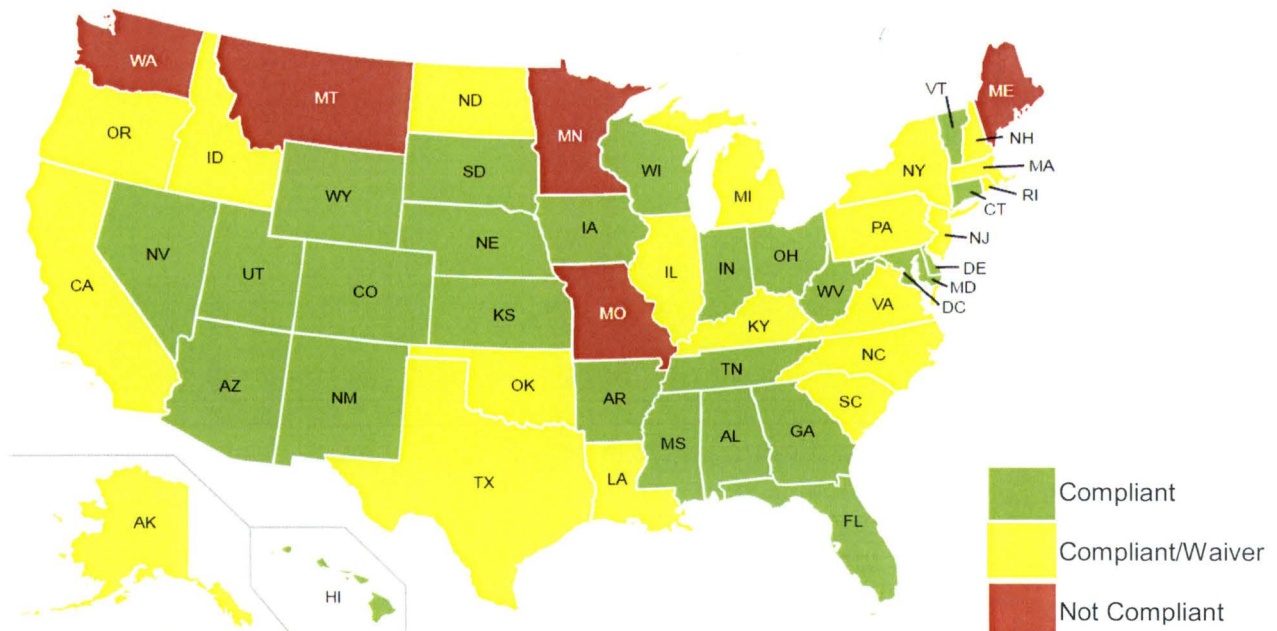 WA
MT
ND
MN
VT
ME
OR
ID
SD
WI
NH
MA
NY
MI
WY
RI
CT
IA
PA
NE
NJ
NV
OH
IN
IL
UT
DE
CA
CO
WV
MD
VA
DC
KS
MO
KY
NC
TN
OK
AZ
NM
AR
SC
MS
AL
GA
TX
LA
Compliant
AK
FL
Compliant/Waiver
HI
Not Compliant